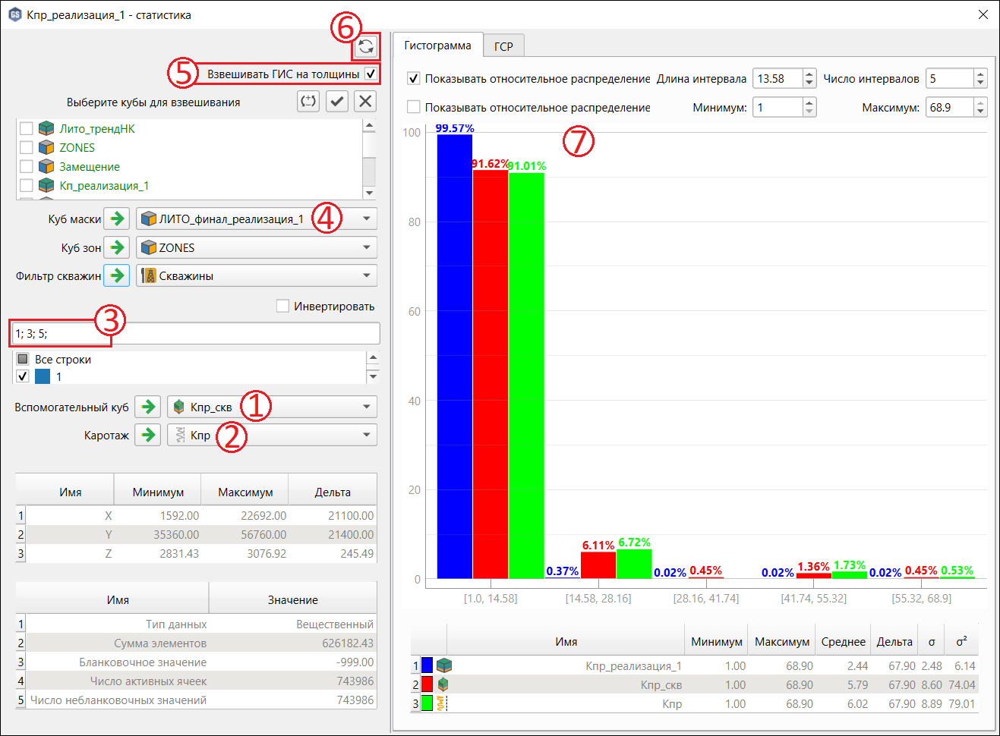 GS Кпр_реализация_1 - статистика
6
5 Взвешивать ГИС на толщины
Выберите кубы для взвешивания
Лито_трендНК
ZONES
Замещение
Кп_реализация_1
Куб маски ЛИТО_финал_реализация_1 4
Куб зон ZONES
Фильтр скважин Скважины
Инвертировать
3
1; 3; 5;
Все строки
1
Вспомогательный куб Кпр_скв 1
Каротаж Кпр 2
Имя Минимум Максимум Дельта
1 X 1592.00 22692.00 21100.00
2 Y 35360.00 56760.00 21400.00
3 Z 2831.43 3076.92 245.49
Имя Значение
1 Тип данных Вещественный
2 Сумма элементов 626182.43
3 Бланковочное значение -999.00
4 Число активных ячеек 743986
5 Число небланковочных значений 743986
Гистограмма ГСР
Показывать относительное распределение Длина интервала 13.58 Число интервалов 5
Показывать относительное распределение Минимум: 1 Максимум: 68.9
7
100
80
60
40
20
0
99.57% 91.62% 91.01%
0.37% 6.11% 6.72%
0.02% 0.45%
0.02% 1.36% 1.73%
0.02% 0.45% 0.53%
[1.0, 14.58] [14.58, 28.16] [28.16, 41.74] [41.74, 55.32] [55.32, 68.9]
Имя Минимум Максимум Среднее Дельта σ σ²
1 Кпр_реализация_1 1.00 68.90 2.44 67.90 2.48 6.14
2 Кпр_скв 1.00 68.90 5.79 67.90 8.60 74.04
3 Кпр 1.00 68.90 6.02 67.90 8.89 79.01